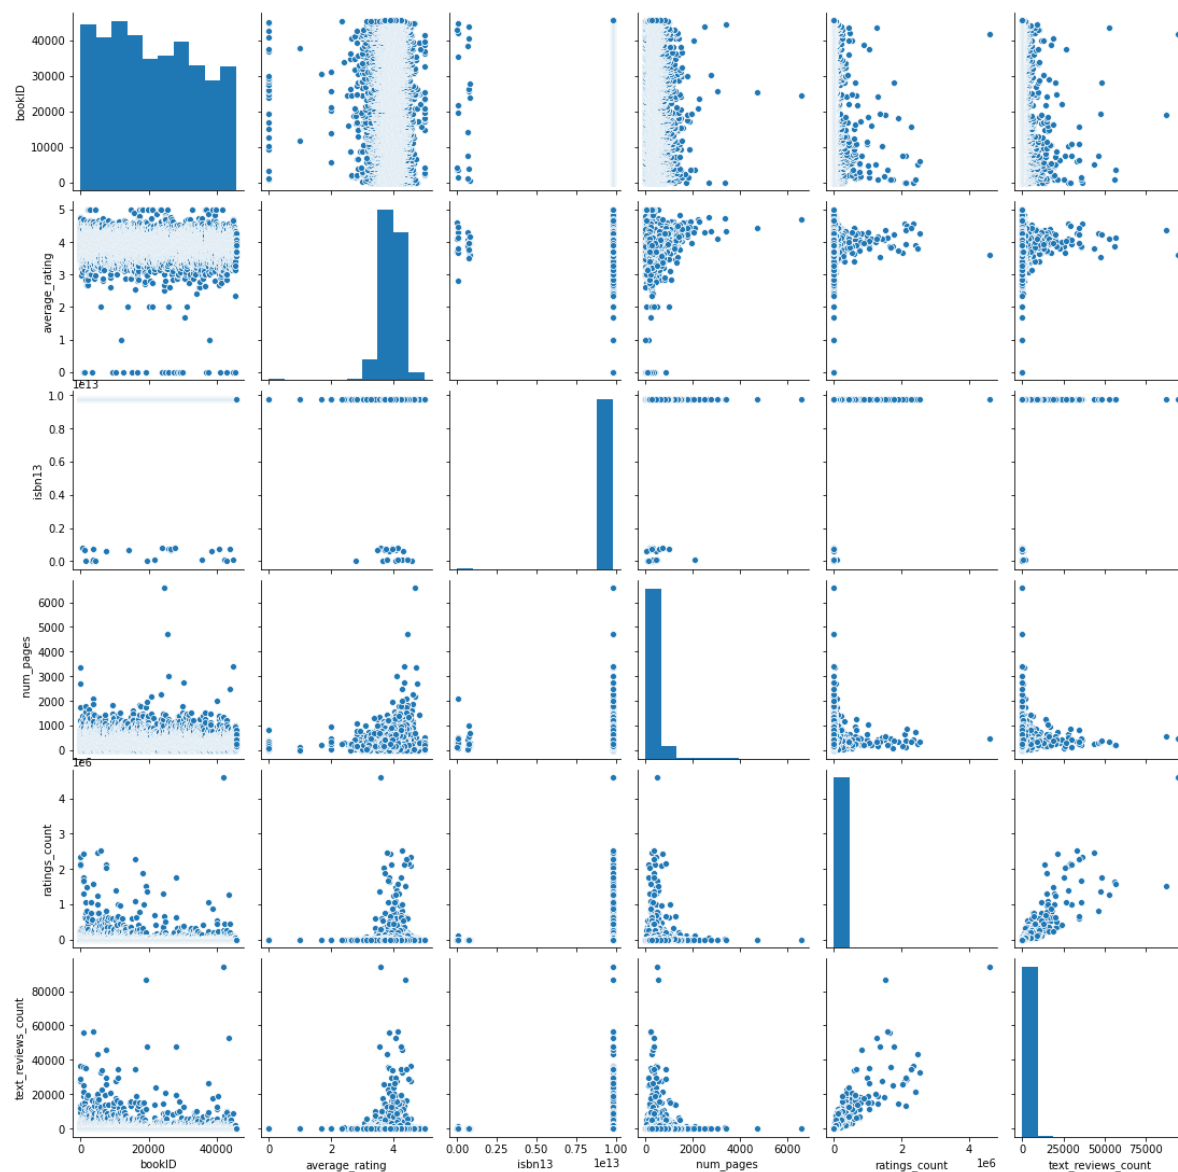 40000
30000
20000
10000
0
bookID
5
4
3
2
1
0
average_rating
1e13
1.0
0.8
0.6
0.4
0.2
0.0
isbn13
6000
5000
4000
3000
2000
1000
0
num_pages
1e6
4
3
2
1
0
ratings_count
80000
60000
40000
20000
0
text_reviews_count
0 20000 40000
bookID
0 2 4
average_rating
0.00 0.25 0.50 0.75 1.00
isbn13
1e13
0 2000 4000 6000
num_pages
0 2 4
ratings_count
1e6
0 25000 50000 75000
text_reviews_count